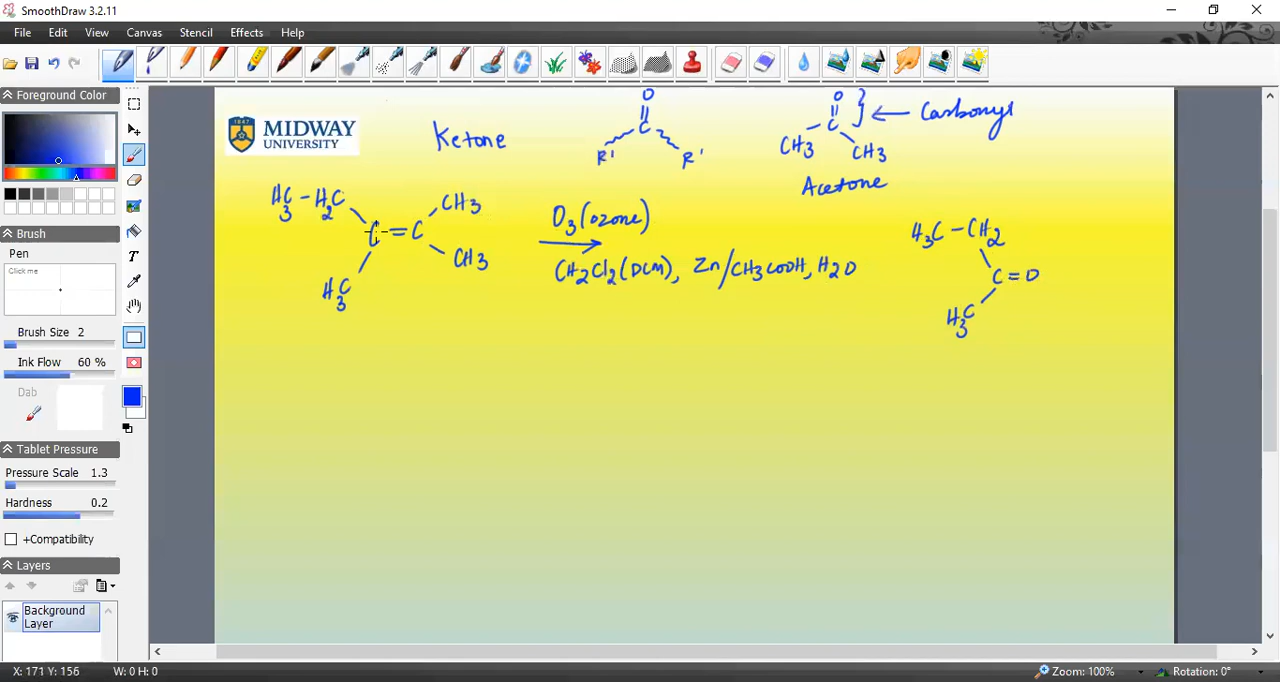 SmoothDraw 3.2.11
File Edit View Canvas Stencil Effects Help
Foreground Color
Brush
Pen
Click me
Brush Size 2
Ink Flow 60 %
Dab
Tablet Pressure
Pressure Scale 1.3
Hardness 0.2
+Compatibility
Layers
Background Layer
1847
MIDWAY
UNIVERSITY
Ketone
O
||
C
R' R'
O
||
C
CH3 CH3
Acetone
← Carbonyl
H3C - H2C
C = C
CH3
CH3
H3C
O3 (ozone)
CH2Cl2 (DCM), Zn/CH3COOH, H2O
H3C - CH2
C = O
H3C
X: 171 Y: 156 W: 0 H: 0 Zoom: 100% Rotation: 0°